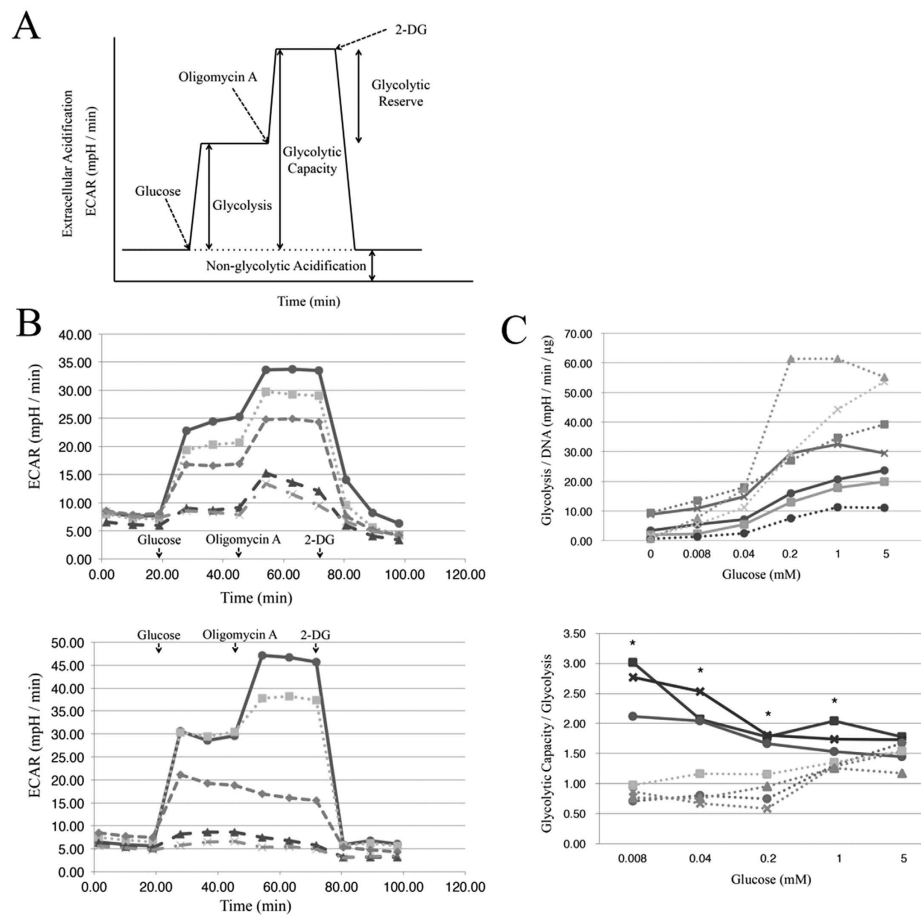 A
2-DG
Oligomycin A
Glycolytic
Reserve
Extracellular Acidification
ECAR (mpH / min)
Glycolytic
Capacity
Glucose
Glycolysis
Non-glycolytic Acidification
Time (min)
B
40.00
35.00
30.00
25.00
20.00
15.00
10.00
5.00
0.00
ECAR (mpH / min)
Glucose
Oligomycin A
2-DG
0.00 20.00 40.00 60.00 80.00 100.00 120.00
Time (min)
50.00
45.00
40.00
35.00
30.00
25.00
20.00
15.00
10.00
5.00
0.00
ECAR (mpH / min)
Glucose
Oligomycin A
2-DG
0.00 20.00 40.00 60.00 80.00 100.00 120.00
Time (min)
C
70.00
60.00
50.00
40.00
30.00
20.00
10.00
0.00
Glycolysis / DNA (mpH / min / µg)
0 0.008 0.04 0.2 1 5
Glucose (mM)
3.50
3.00
2.50
2.00
1.50
1.00
0.50
0.00
Glycolytic Capacity / Glycolysis
* * * *
0.008 0.04 0.2 1 5
Glucose (mM)